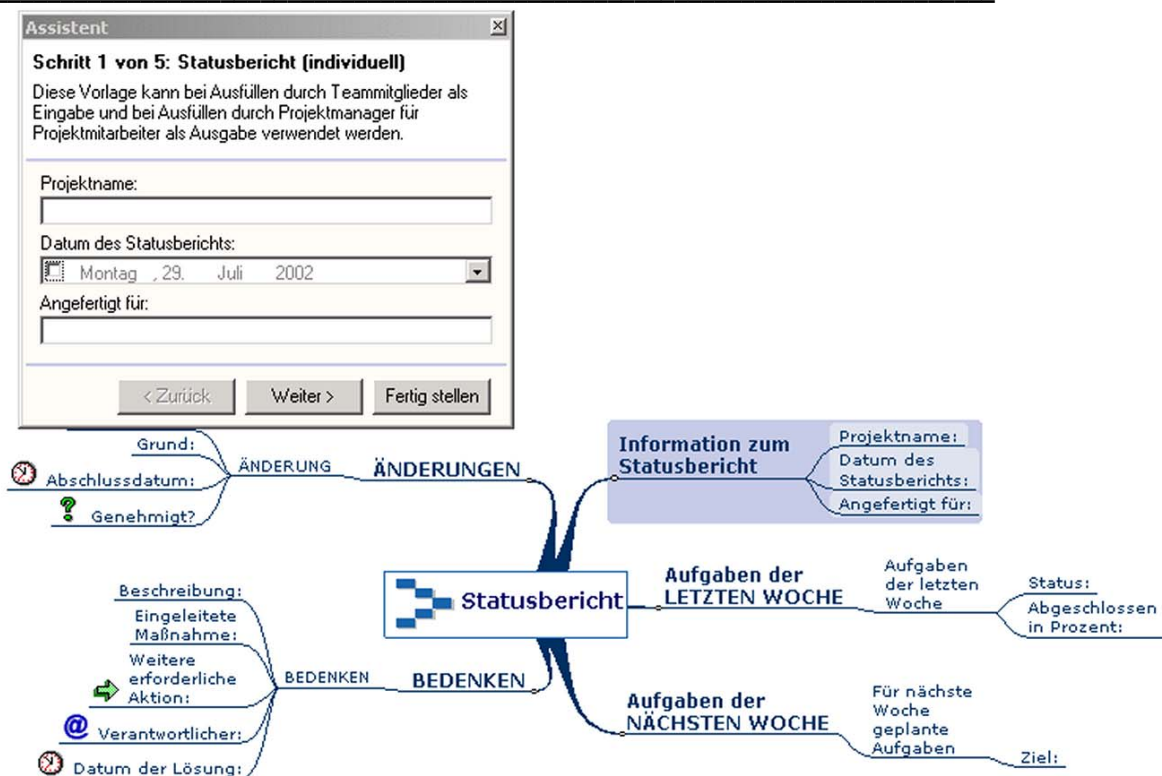 Assistent
Schritt 1 von 5: Statusbericht (individuell)
Diese Vorlage kann bei Ausfüllen durch Teammitglieder als
Eingabe und bei Ausfüllen durch Projektmanager für
Projektmitarbeiter als Ausgabe verwendet werden.
Projektname:
Datum des Statusberichts:
Montag , 29. Juli 2002
Angefertigt für:
< Zurück
Weiter >
Fertig stellen
Grund:
Abschlussdatum:
? Genehmigt?
ÄNDERUNG
ÄNDERUNGEN
Information zum
Statusbericht
Projektname:
Datum des
Statusberichts:
Angefertigt für:
Statusbericht
Aufgaben der
LETZTEN WOCHE
Aufgaben
der letzten
Woche
Status:
Abgeschlossen
in Prozent:
Beschreibung:
Eingeleitete
Maßnahme:
Weitere
erforderliche
Aktion:
@ Verantwortlicher:
Datum der Lösung:
BEDENKEN
BEDENKEN
Aufgaben der
NÄCHSTEN WOCHE
Für nächste
Woche
geplante
Aufgaben
Ziel: